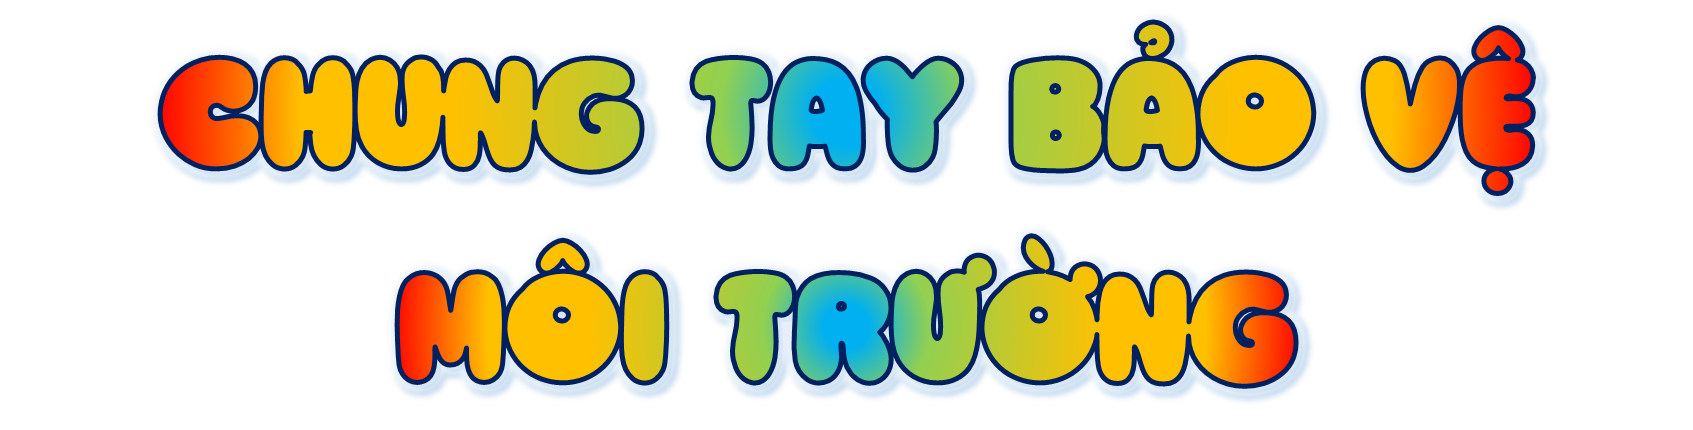 CHUNG TAY BẢO VỆ
MÔI TRƯỜNG